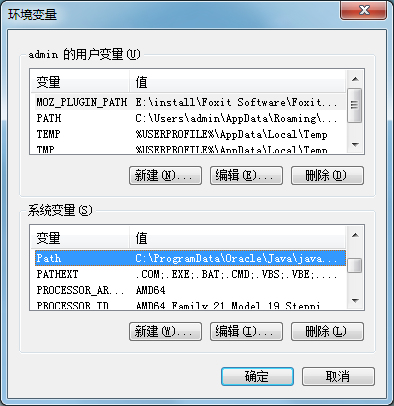 环境变量
admin 的用户变量(U)
变量 值
MOZ_PLUGIN_PATH E:\install\Foxit Software\Foxit...
PATH C:\Users\admin\AppData\Roaming\...
TEMP %USERPROFILE%\AppData\Local\Temp
TMP %USERPROFILE%\AppData\Local\Temp
新建(N)... 编辑(E)... 删除(D)
系统变量(S)
变量 值
Path C:\ProgramData\Oracle\Java\java...
PATHEXT .COM;.EXE;.BAT;.CMD;.VBS;.VBE;....
PROCESSOR_AR... AMD64
PROCESSOR_ID AMD64 Family 21 Model 19 Steppi
新建(W)... 编辑(I)... 删除(L)
确定 取消